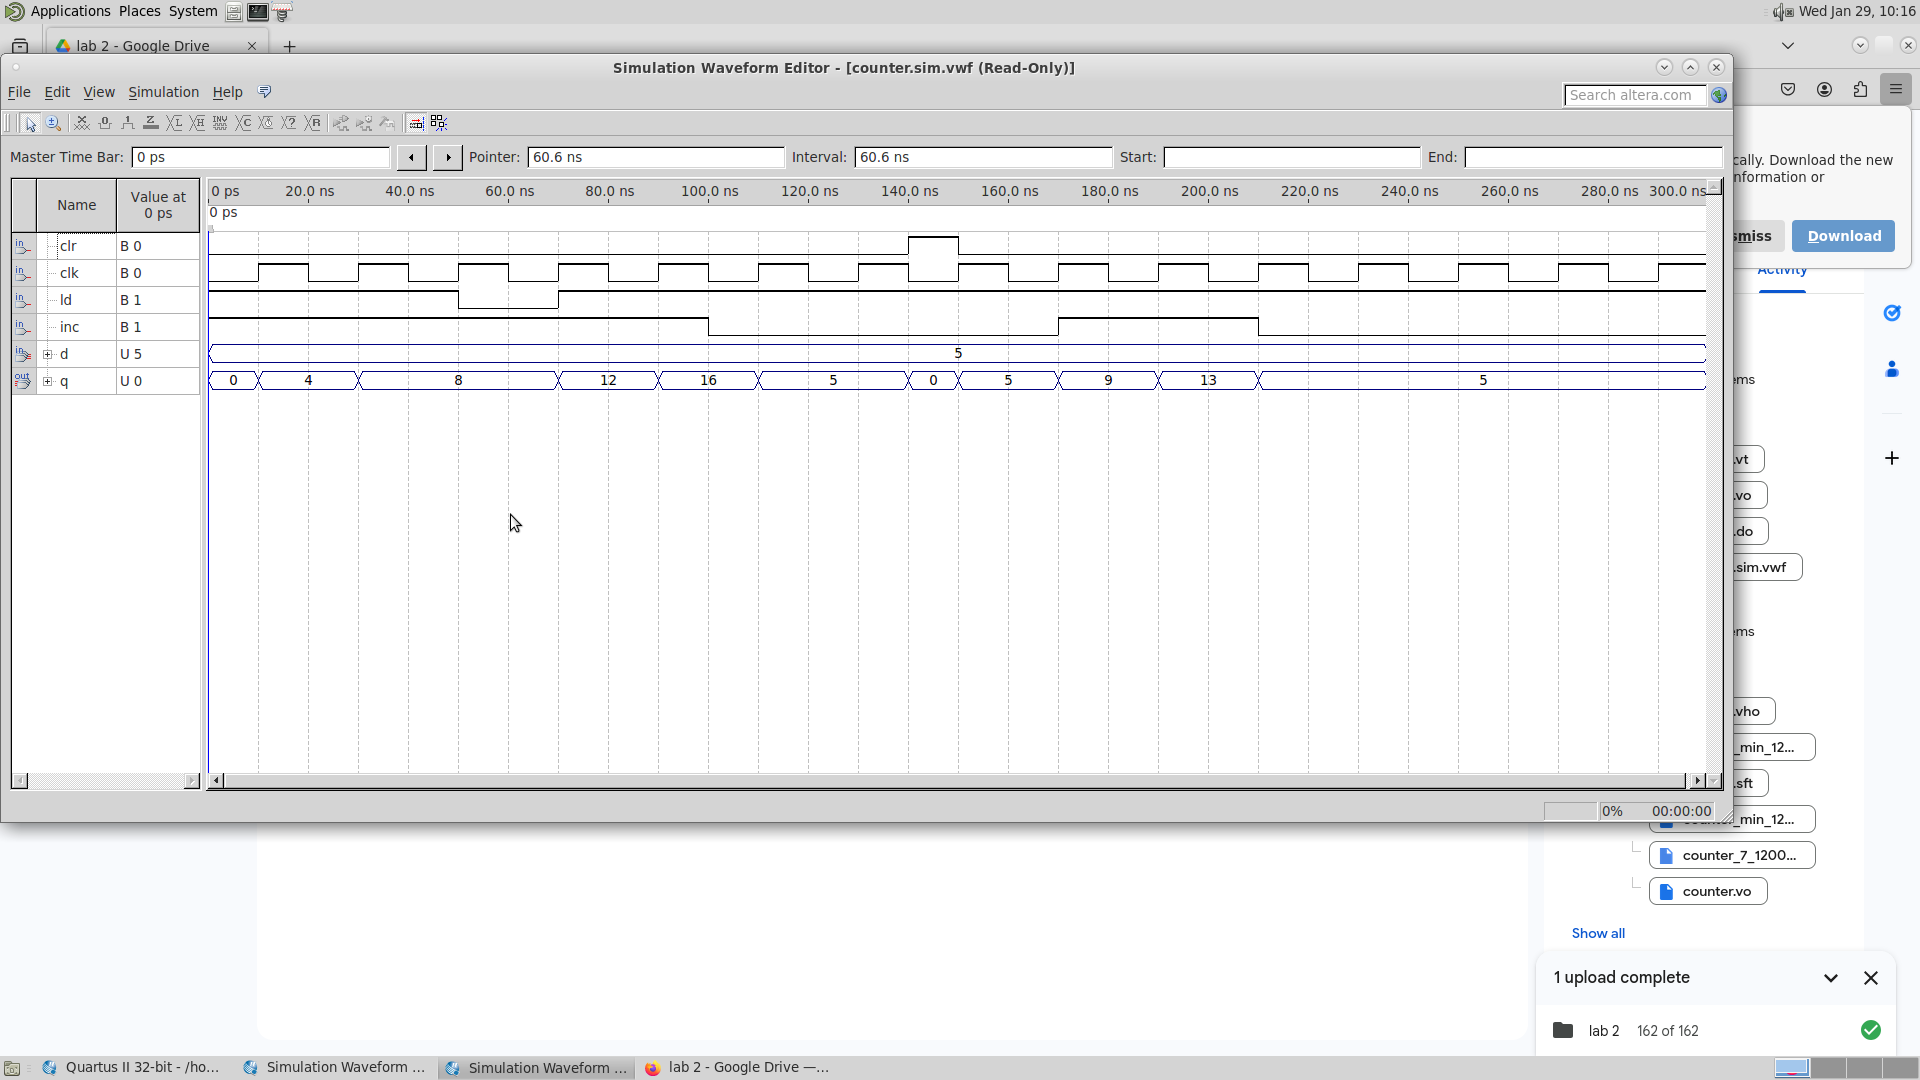 Applications Places System Wed Jan 29, 10:16
lab 2 - Google Drive
Simulation Waveform Editor - [counter.sim.vwf (Read-Only)]
File Edit View Simulation Help Search altera.com
Master Time Bar: 0 ps Pointer: 60.6 ns Interval: 60.6 ns Start: End:
cally. Download the new
nformation or
smiss Download
Activity
Name Value at
0 ps
0 ps 20.0 ns 40.0 ns 60.0 ns 80.0 ns 100.0 ns 120.0 ns 140.0 ns 160.0 ns 180.0 ns 200.0 ns 220.0 ns 240.0 ns 260.0 ns 280.0 ns 300.0 ns
0 ps
in clr B 0
in clk B 0
in ld B 1
in inc B 1
in d U 5 5
out q U 0 0 4 8 12 16 5 0 5 9 13 5
ems
.vt
.vo
.do
.sim.vwf
ems
.vho
_min_12...
.sft
counter_min_12...
counter_7_1200...
counter.vo
Show all
0% 00:00:00
1 upload complete
lab 2 162 of 162
Quartus II 32-bit - /ho... Simulation Waveform ... Simulation Waveform ... lab 2 - Google Drive —...